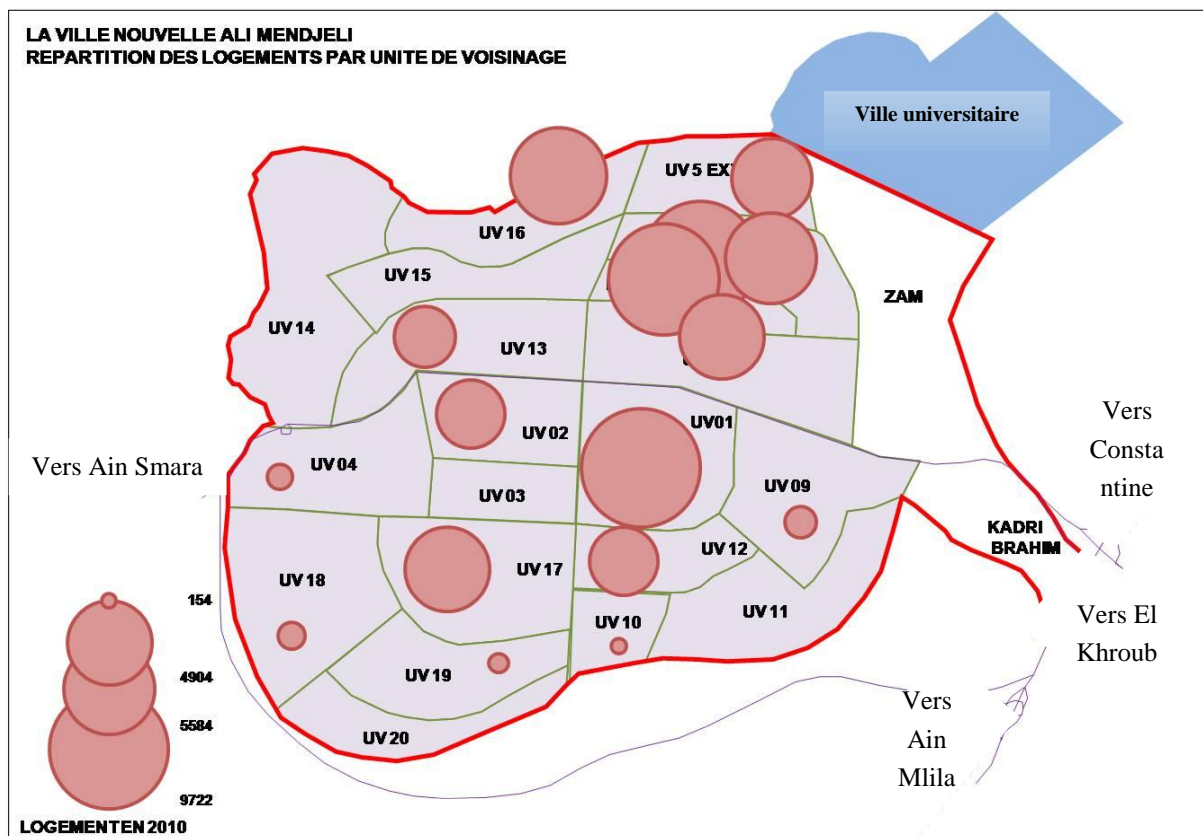 LA VILLE NOUVELLE ALI MENDJELI
REPARTITION DES LOGEMENTS PAR UNITE DE VOISINAGE
Ville universitaire
UV 5
UV 16
UV 15
ZAM
UV 14
UV 13
Vers
Consta
ntine
UV01
UV 02
Vers Ain Smara
UV 04
UV 09
UV 03
KADRI
BRAHIM
UV 12
UV 17
UV 18
UV 11
UV 10
Vers El
Khroub
UV 19
Vers
Ain
Mlila
UV 20
154
4904
5584
9722
LOGEMENTEN 2010